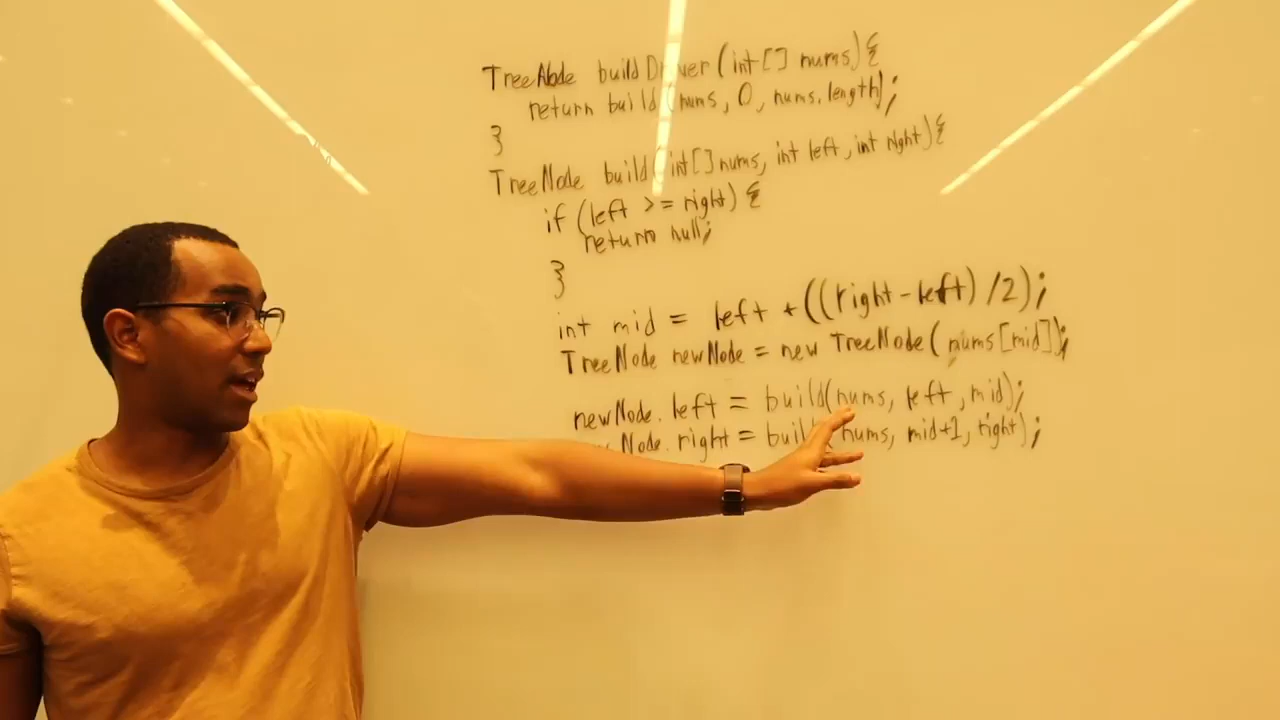 TreeNode buildDriver (int[] nums) {
return build (nums, 0, nums.length);
}
TreeNode build (int[] nums, int left, int right) {
if (left >= right) {
return null;
}
int mid = left + ((right - left) / 2);
TreeNode newNode = new TreeNode (nums[mid]);
newNode.left = build(nums, left, mid);
Node.right = build(nums, mid+1, right);